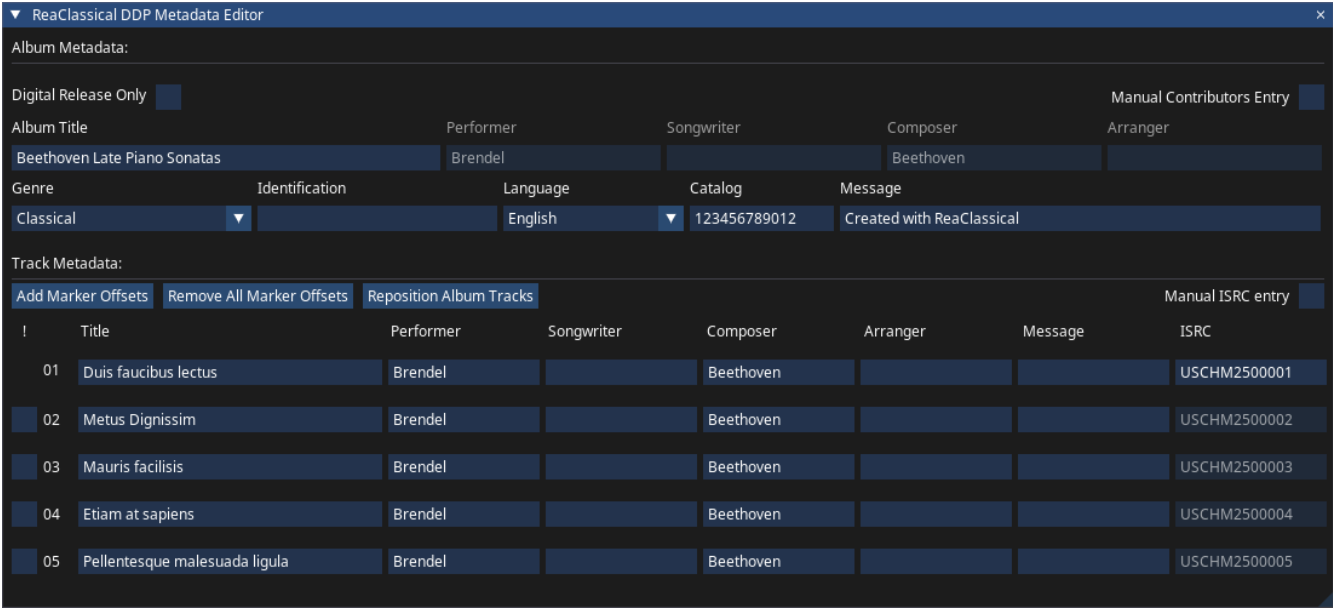 ReaClassical DDP Metadata Editor ×
Album Metadata:
Digital Release Only Manual Contributors Entry
Album Title Performer Songwriter Composer Arranger
Beethoven Late Piano Sonatas Brendel Beethoven
Genre Identification Language Catalog Message
Classical English 123456789012 Created with ReaClassical
Track Metadata:
Add Marker Offsets Remove All Marker Offsets Reposition Album Tracks Manual ISRC entry
! Title Performer Songwriter Composer Arranger Message ISRC
01 Duis faucibus lectus Brendel Beethoven USCHM2500001
02 Metus Dignissim Brendel Beethoven USCHM2500002
03 Mauris facilisis Brendel Beethoven USCHM2500003
04 Etiam at sapiens Brendel Beethoven USCHM2500004
05 Pellentesque malesuada ligula Brendel Beethoven USCHM2500005